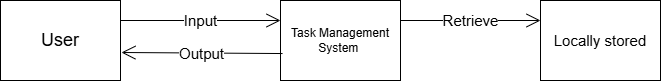 User
Input
Output
Task Management
System
Retrieve
Locally stored